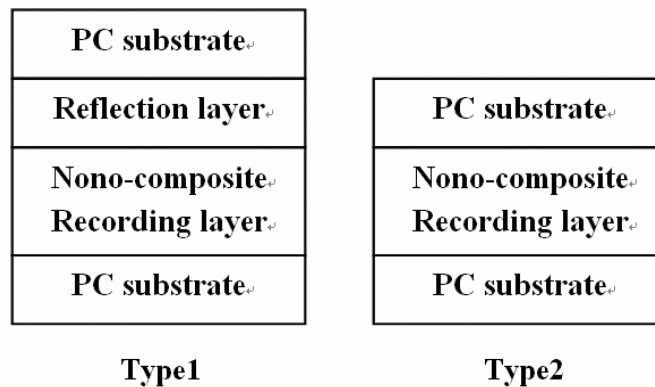 PC substrate
Reflection layer
Nono-composite
Recording layer
PC substrate
Type1
PC substrate
Nono-composite
Recording layer
PC substrate
Type2